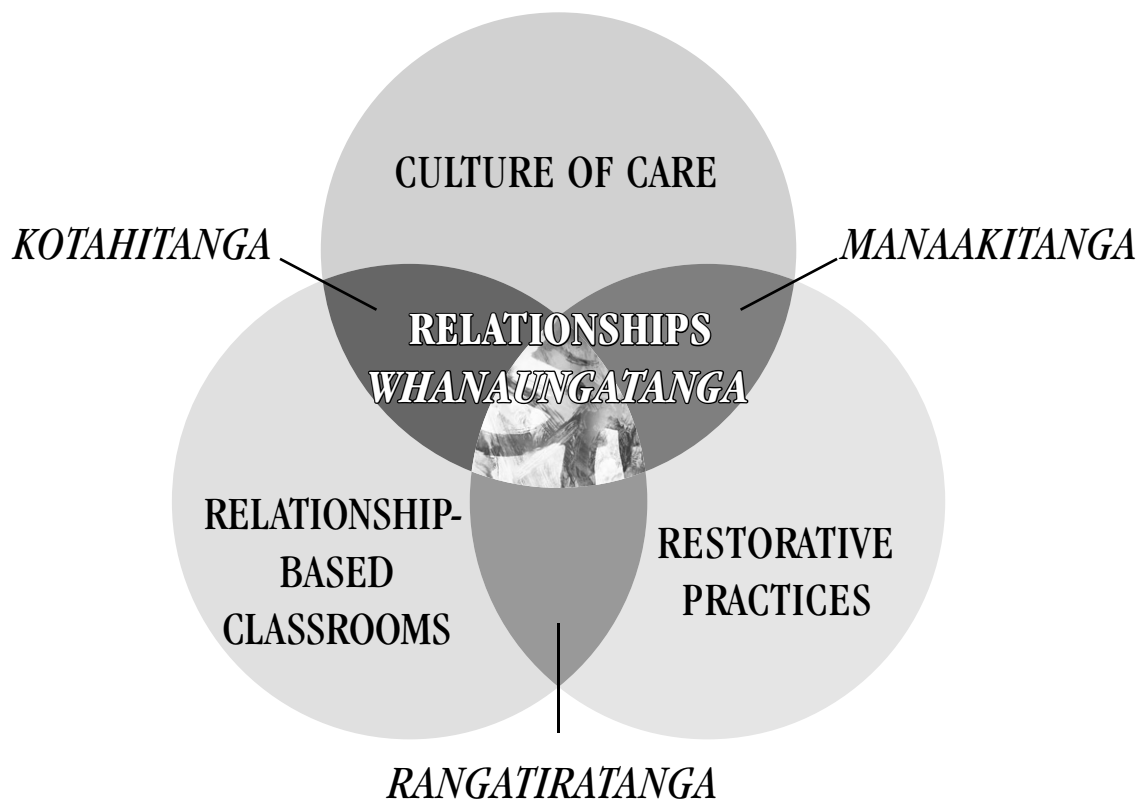 CULTURE OF CARE
KOTAHITANGA
MANAAKITANGA
RELATIONSHIPS
WHANAUNGATANGA
RELATIONSHIP-
BASED
CLASSROOMS
RESTORATIVE
PRACTICES
RANGATIRATANGA